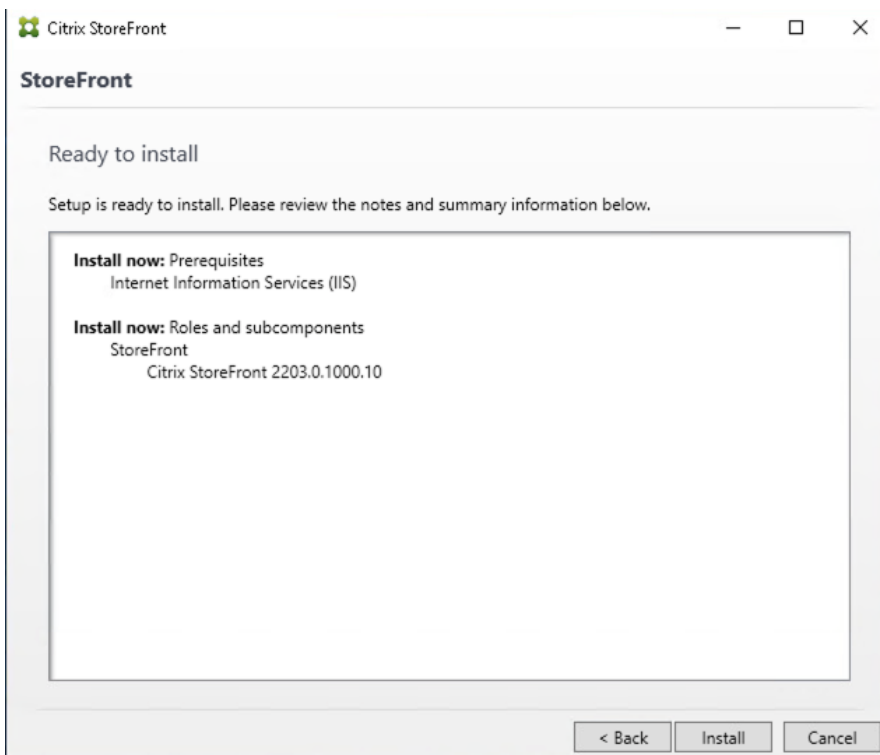 Citrix StoreFront
StoreFront
Ready to install
Setup is ready to install. Please review the notes and summary information below.
Install now: Prerequisites
Internet Information Services (IIS)
Install now: Roles and subcomponents
StoreFront
Citrix StoreFront 2203.0.1000.10
< Back Install Cancel